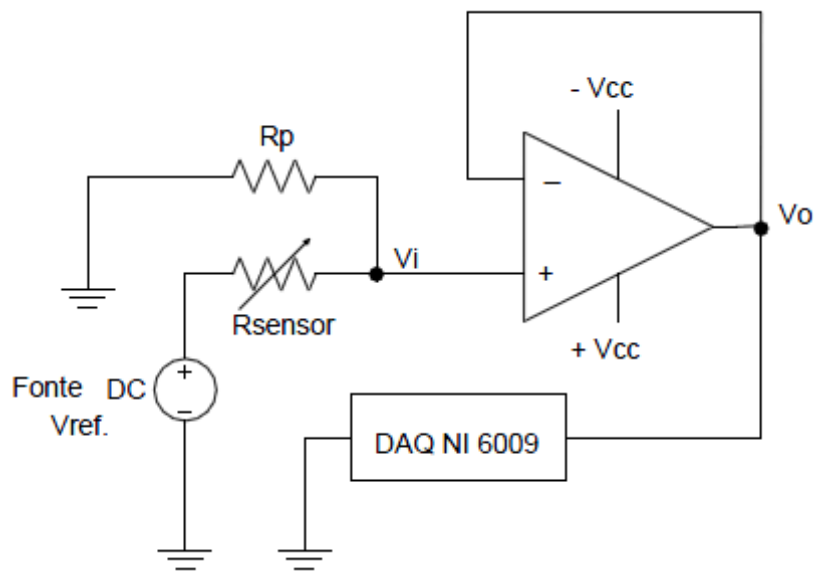 - Vcc
Rp
−
Vo
Vi
+
Rsensor
+ Vcc
+
Fonte DC
−
Vref.
DAQ NI 6009